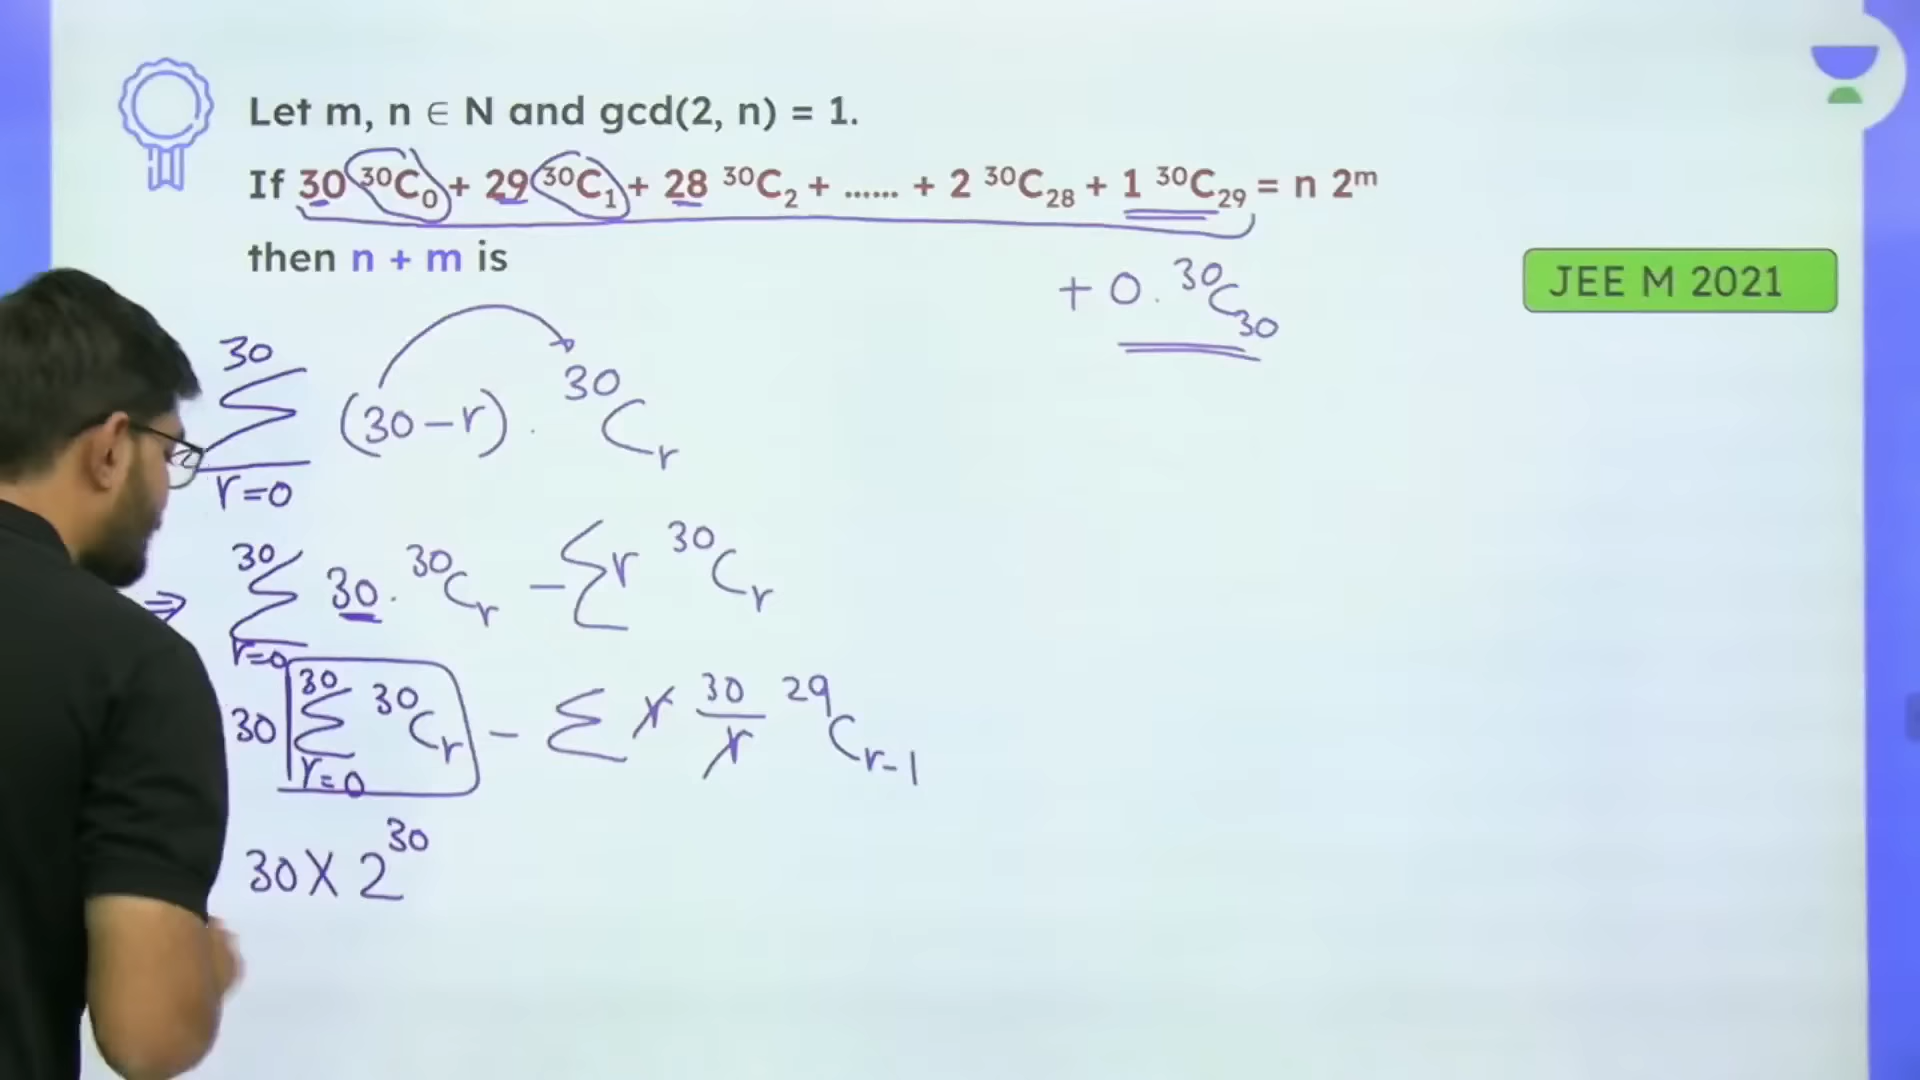 Let m, n ∈ N and gcd(2, n) = 1.
If 30 ³⁰C₀ + 29 ³⁰C₁ + 28 ³⁰C₂ + ...... + 2 ³⁰C₂₈ + 1 ³⁰C₂₉ = n 2ᵐ
then n + m is
+ 0 . ³⁰C₃₀
JEE M 2021
30 Σ r=0 (30-r) . ³⁰Cᵣ
⇒ 30 Σ r=0 30 . ³⁰Cᵣ - Σ r ³⁰Cᵣ
30 30 Σ r=0 ³⁰Cᵣ - Σ r 30/r ²⁹Cᵣ₋₁
30 X 2³⁰